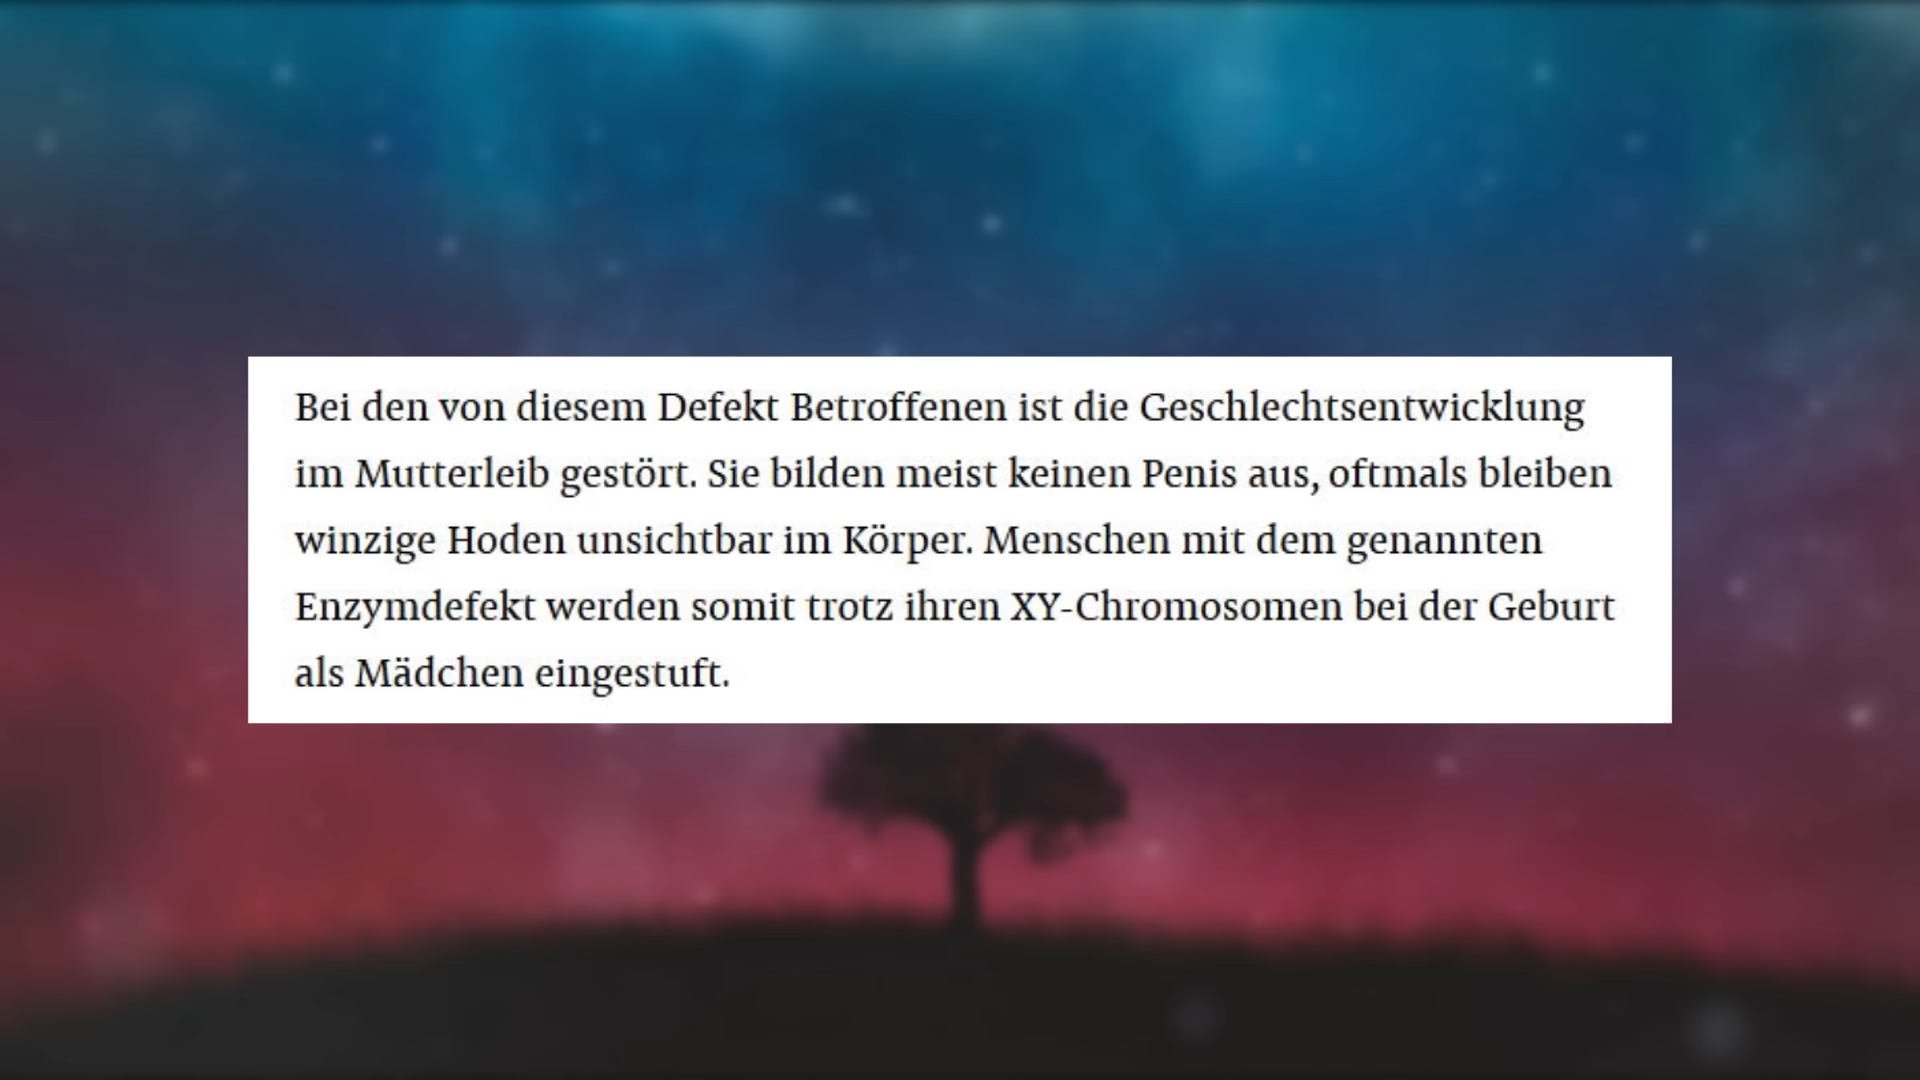 Bei den von diesem Defekt Betroffenen ist die Geschlechtsentwicklung
im Mutterleib gestört. Sie bilden meist keinen Penis aus, oftmals bleiben
winzige Hoden unsichtbar im Körper. Menschen mit dem genannten
Enzymdefekt werden somit trotz ihren XY-Chromosomen bei der Geburt
als Mädchen eingestuft.